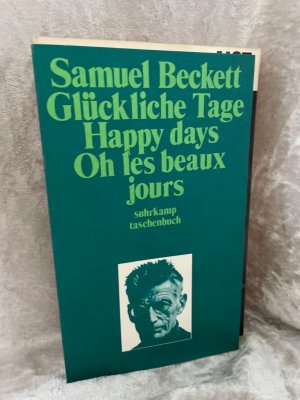 Samuel Beckett
Glückliche Tage
Happy days
Oh les beaux
jours
suhrkamp
taschenbuch